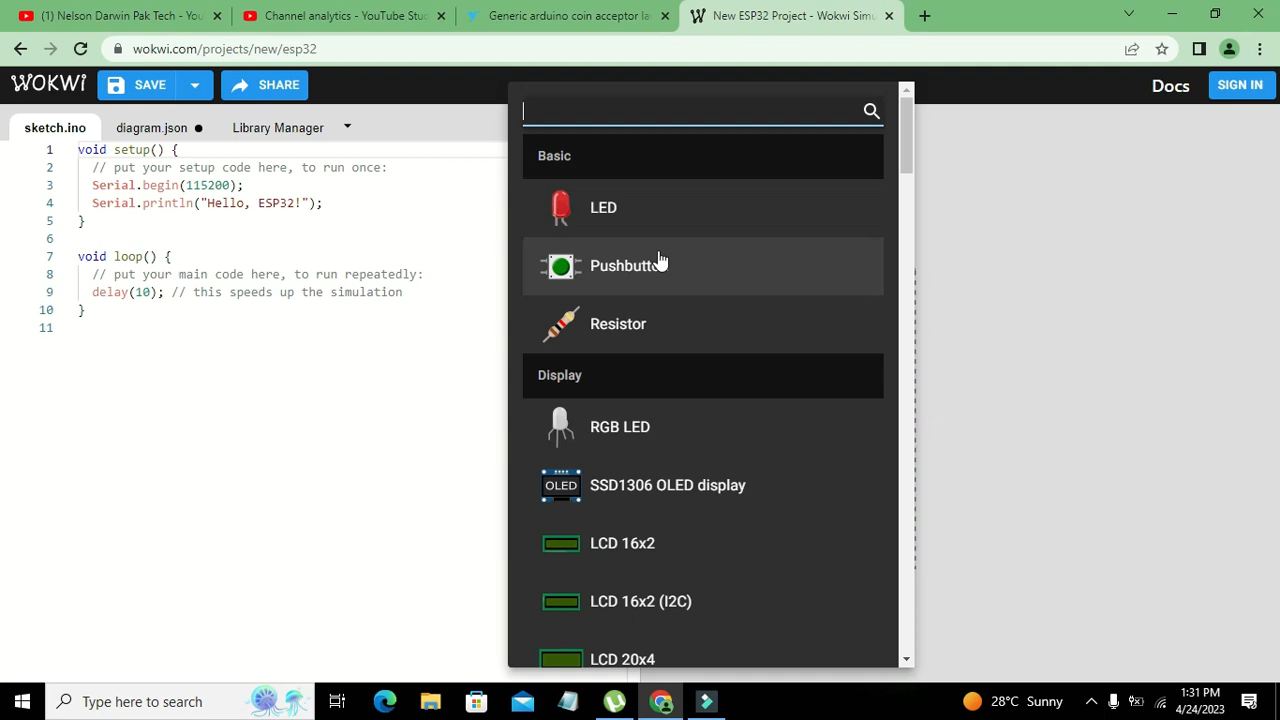 (1) Nelson Darwin Pak Tech - You
Channel analytics - YouTube Stud
Generic arduino coin acceptor la
New ESP32 Project - Wokwi Simu
wokwi.com/projects/new/esp32
WOKWI
SAVE
SHARE
Docs
SIGN IN
sketch.ino
diagram.json
Library Manager
1 void setup() {
2 // put your setup code here, to run once:
3 Serial.begin(115200);
4 Serial.println("Hello, ESP32!");
5 }
6
7 void loop() {
8 // put your main code here, to run repeatedly:
9 delay(10); // this speeds up the simulation
10 }
11
Basic
LED
Pushbutto
Resistor
Display
RGB LED
OLED
SSD1306 OLED display
LCD 16x2
LCD 16x2 (I2C)
LCD 20x4
Type here to search
28°C Sunny
1:31 PM
4/24/2023